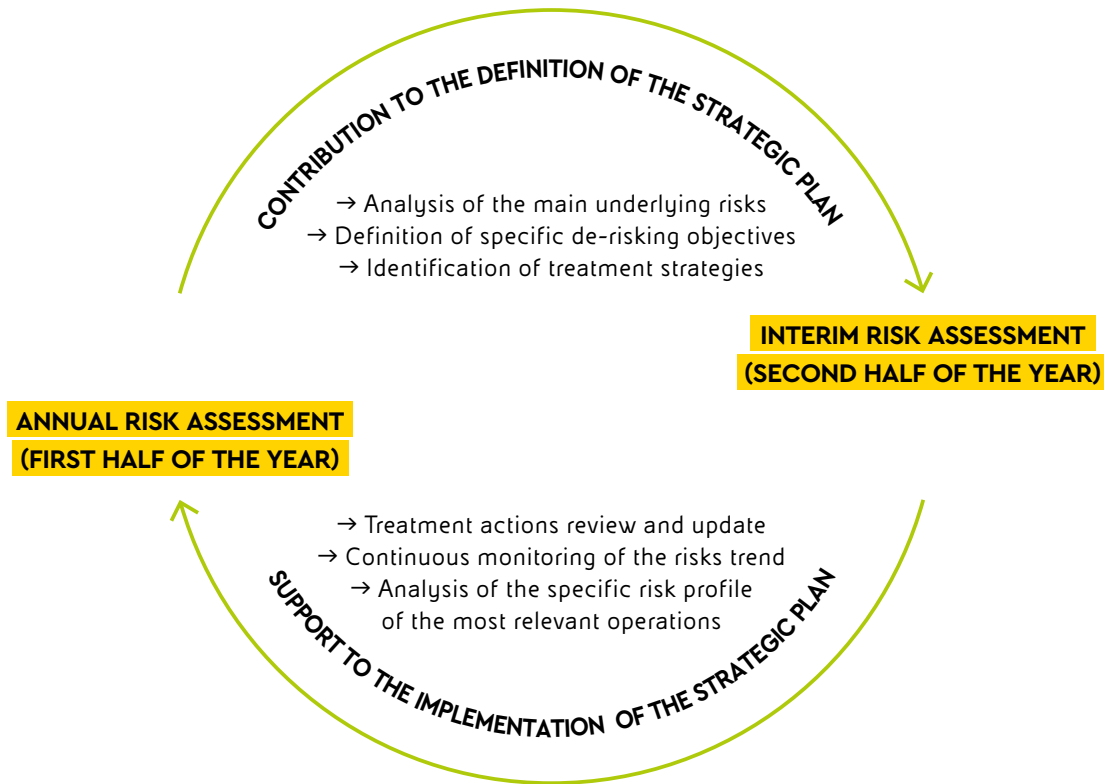 CONTRIBUTION TO THE DEFINITION OF THE STRATEGIC PLAN
→ Analysis of the main underlying risks
→ Definition of specific de-risking objectives
→ Identification of treatment strategies
INTERIM RISK ASSESSMENT
(SECOND HALF OF THE YEAR)
ANNUAL RISK ASSESSMENT
(FIRST HALF OF THE YEAR)
→ Treatment actions review and update
→ Continuous monitoring of the risks trend
→ Analysis of the specific risk profile
of the most relevant operations
SUPPORT TO THE IMPLEMENTATION OF THE STRATEGIC PLAN